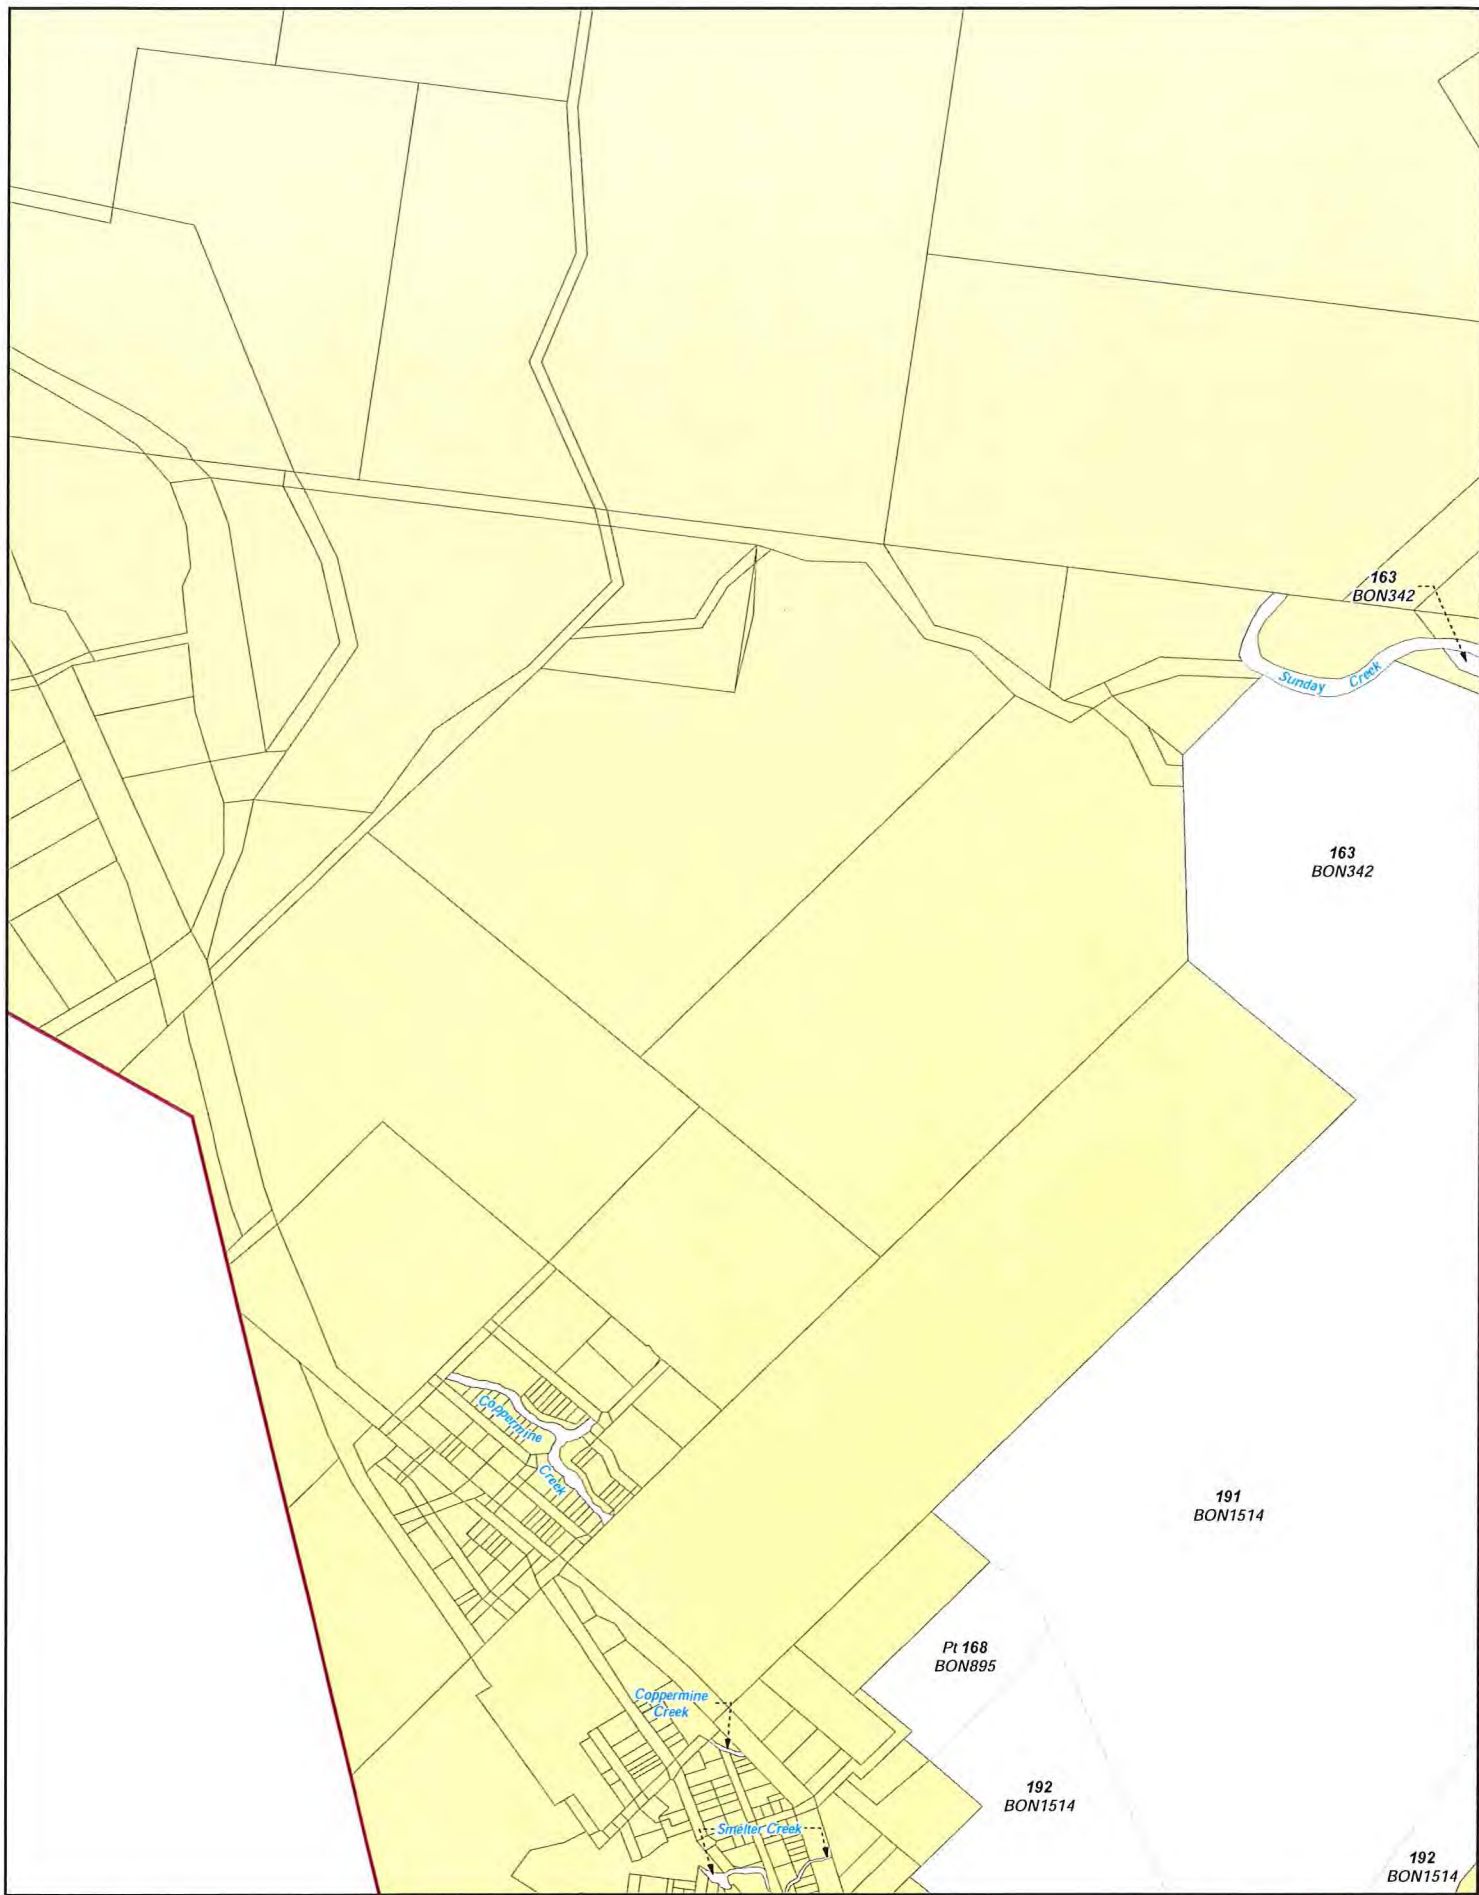 163
BON342
Sunday Creek
163
BON342
Coppermine
Creek
191
BON1514
Pt 168
BON895
Coppermine
Creek
192
BON1514
Smelter Creek
192
BON1514